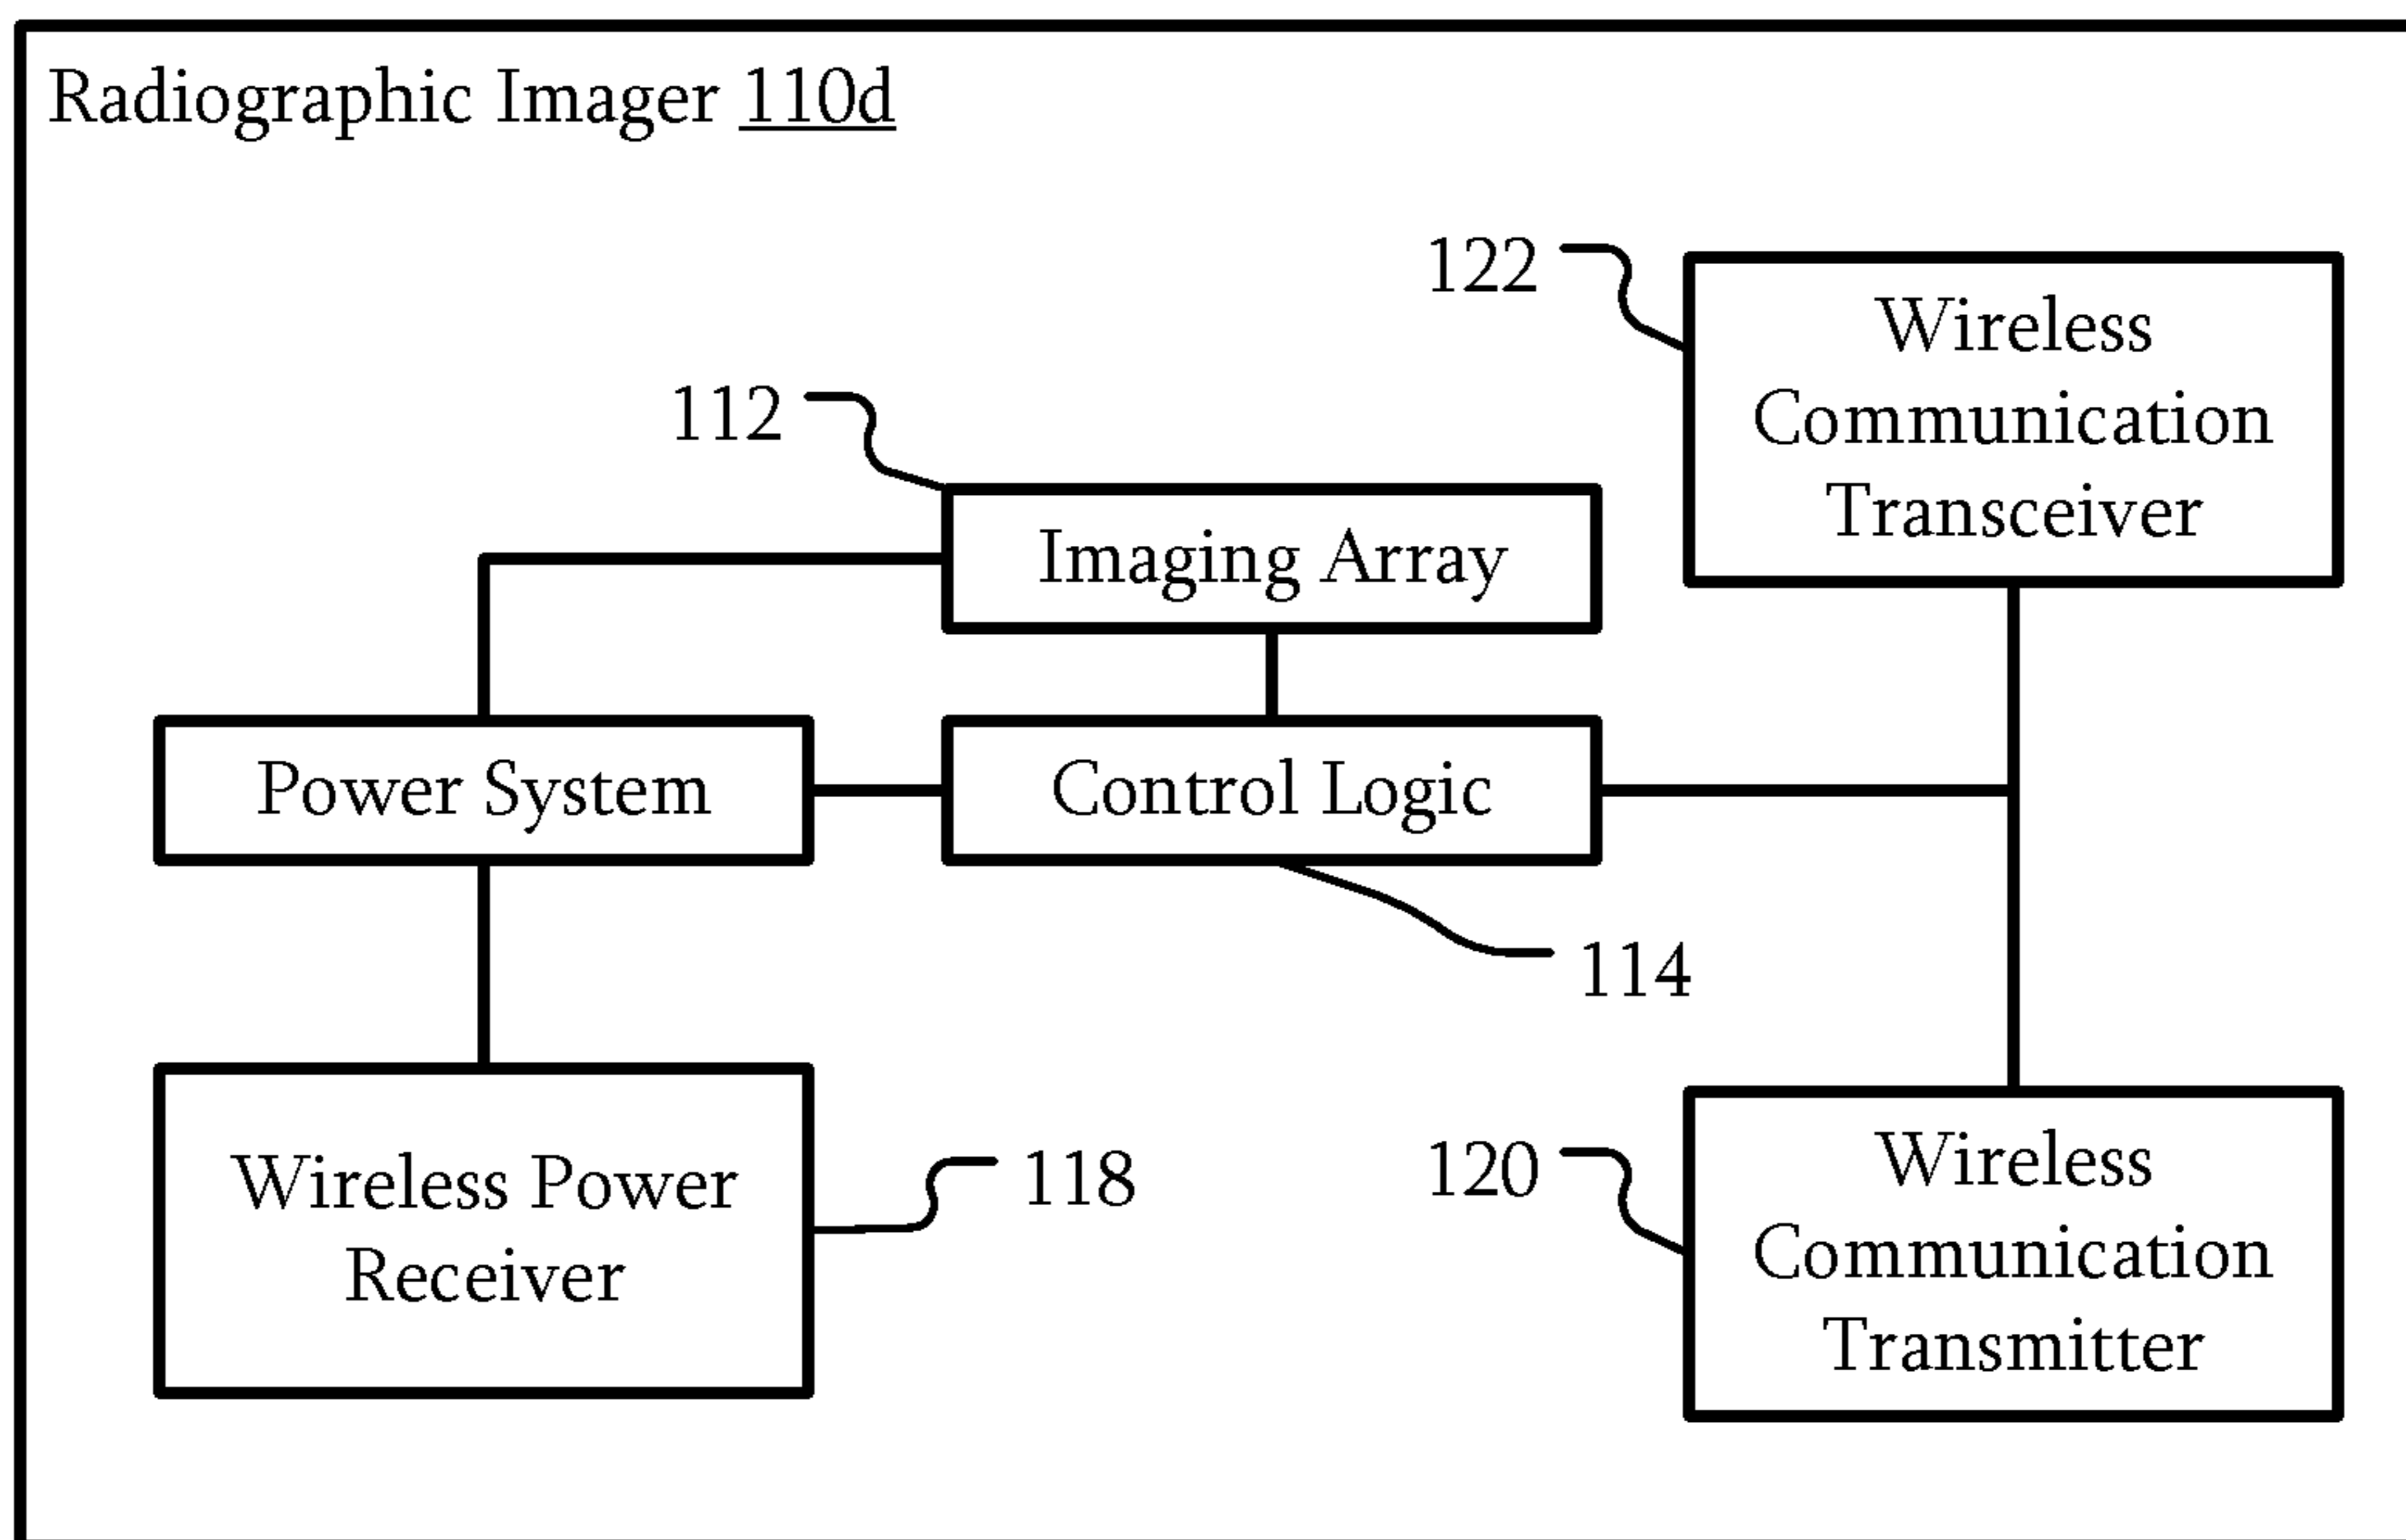 Radiographic Imager 110d
122
Wireless
Communication
Transceiver
112
Imaging Array
Power System
Control Logic
114
Wireless Power
Receiver
118
120
Wireless
Communication
Transmitter